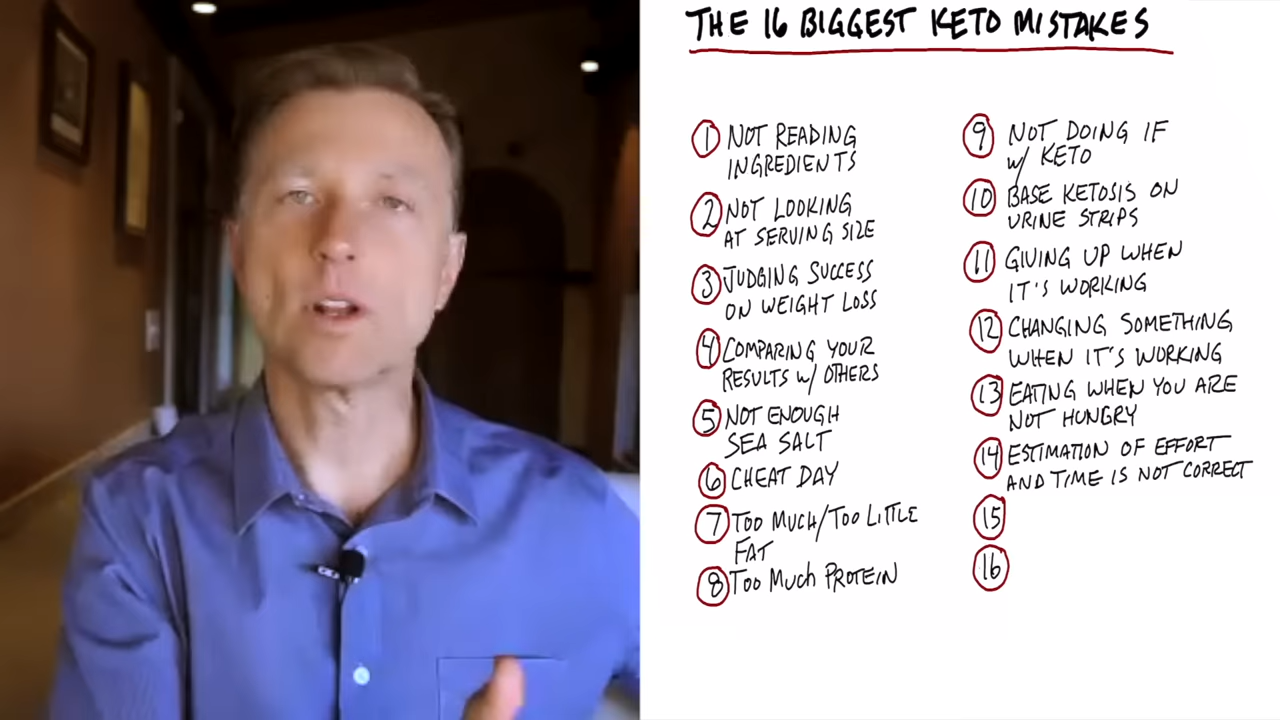 THE 16 BIGGEST KETO MISTAKES
1 NOT READING
INGREDIENTS
2 NOT LOOKING
AT SERVING SIZE
3 JUDGING SUCCESS
ON WEIGHT LOSS
4 COMPARING YOUR
RESULTS w/ OTHERS
5 NOT ENOUGH
SEA SALT
6 CHEAT DAY
7 TOO MUCH/TOO LITTLE
FAT
8 TOO MUCH PROTEIN
9 NOT DOING IF
w/ KETO
10 BASE KETOSIS ON
URINE STRIPS
11 GIVING UP WHEN
IT'S WORKING
12 CHANGING SOMETHING
WHEN IT'S WORKING
13 EATING WHEN YOU ARE
NOT HUNGRY
14 ESTIMATION OF EFFORT
AND TIME IS NOT CORRECT
15
16